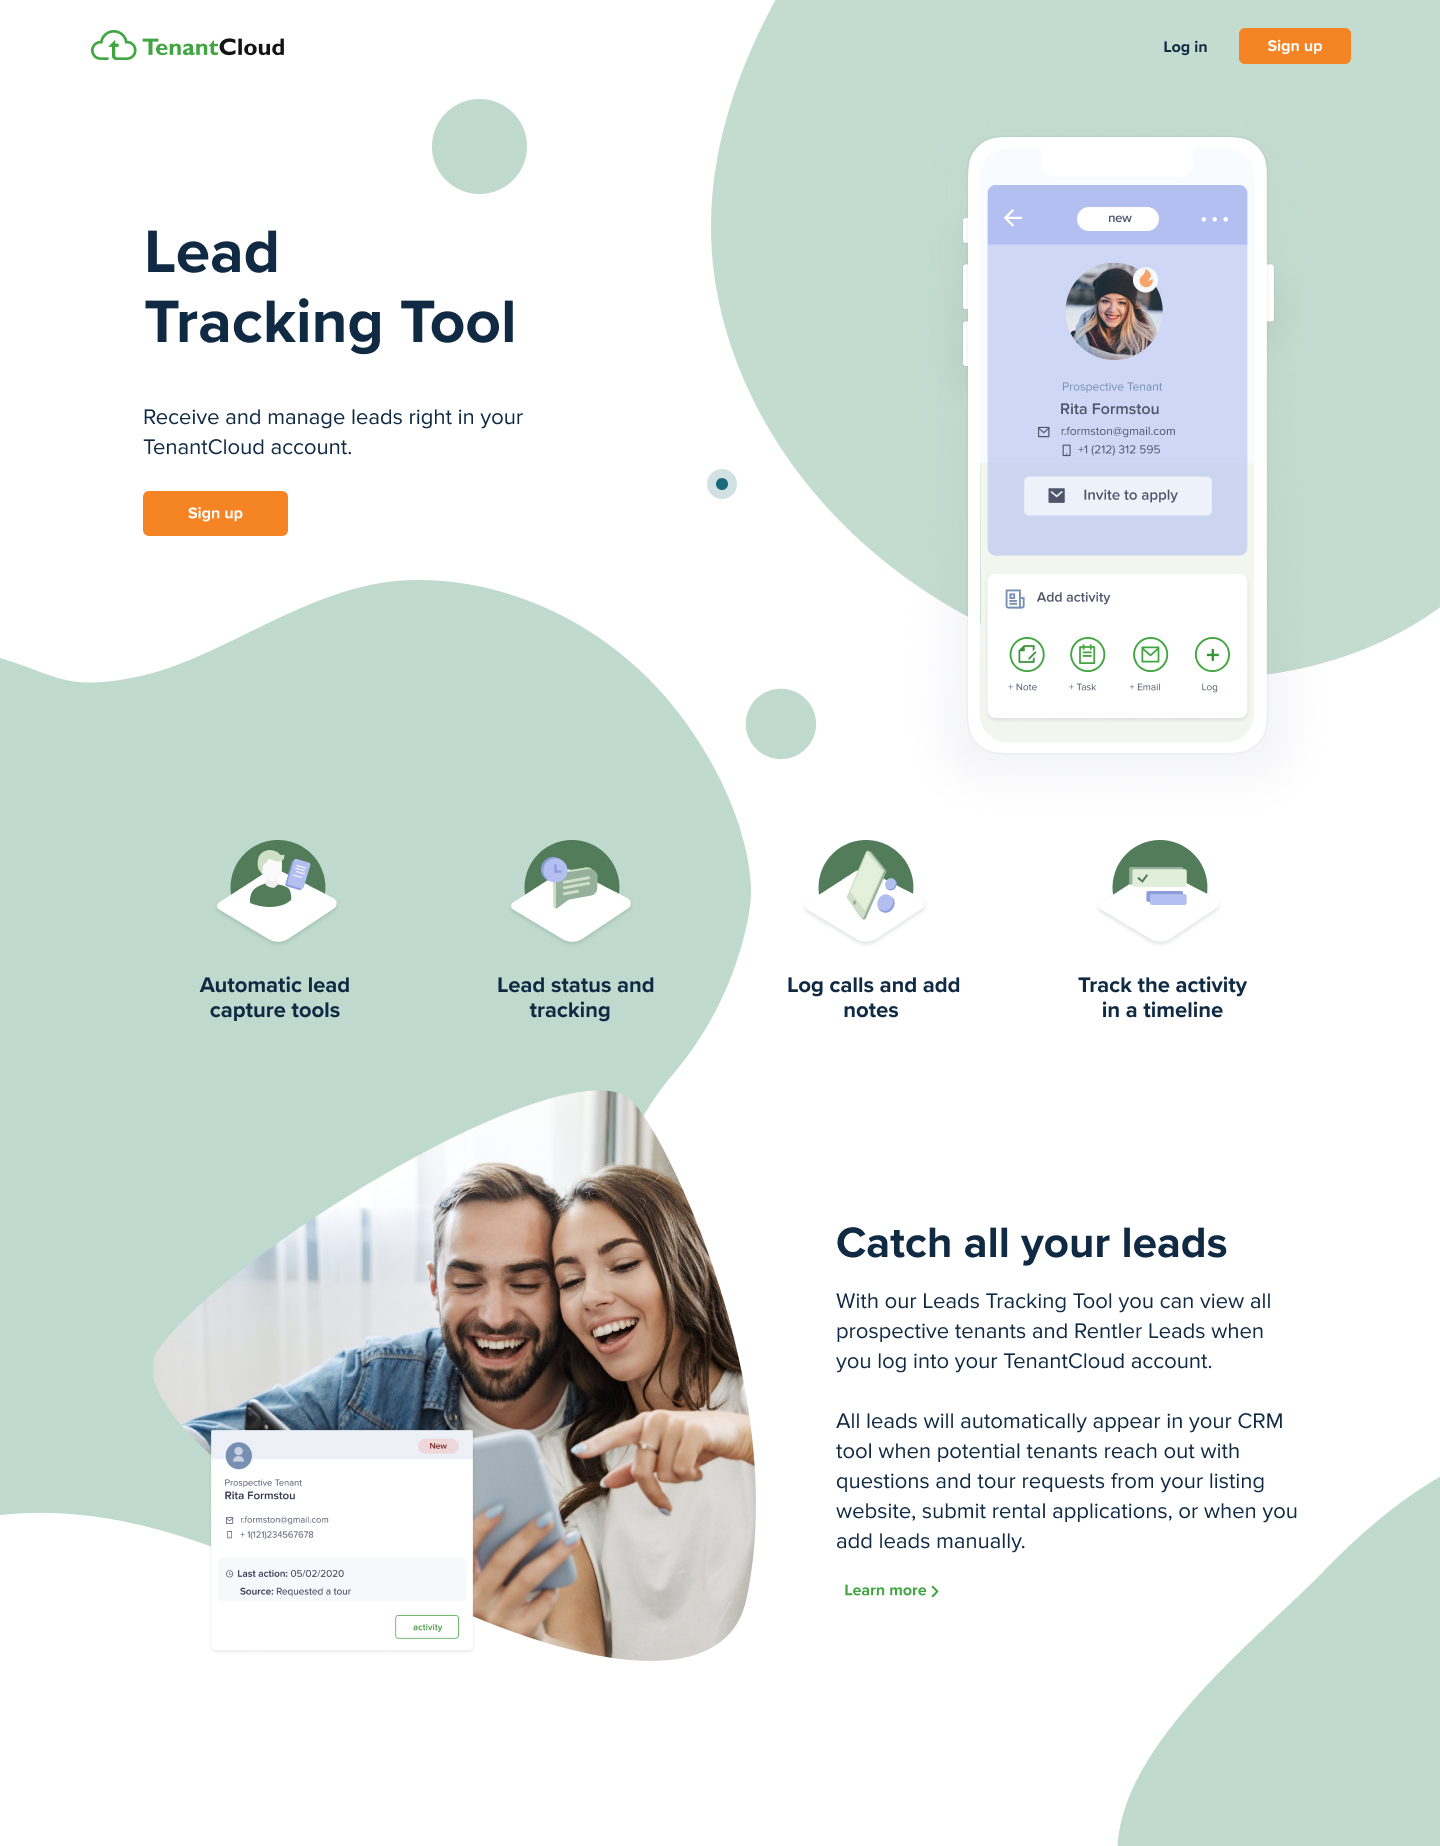 TenantCloud
Log in
Sign up
Lead
Tracking Tool
Receive and manage leads right in your
TenantCloud account.
Sign up
new
Prospective Tenant
Rita Formstou
r.formston@gmail.com
+1 (212) 312 595
Invite to apply
Add activity
+ Note
+ Task
+ Email
Log
Automatic lead
capture tools
Lead status and
tracking
Log calls and add
notes
Track the activity
in a timeline
New
Prospective Tenant
Rita Formstou
r.formston@gmail.com
+ 1(121)234567678
Last action: 05/02/2020
Source: Requested a tour
activity
Catch all your leads
With our Leads Tracking Tool you can view all
prospective tenants and Rentler Leads when
you log into your TenantCloud account.
All leads will automatically appear in your CRM
tool when potential tenants reach out with
questions and tour requests from your listing
website, submit rental applications, or when you
add leads manually.
Learn more